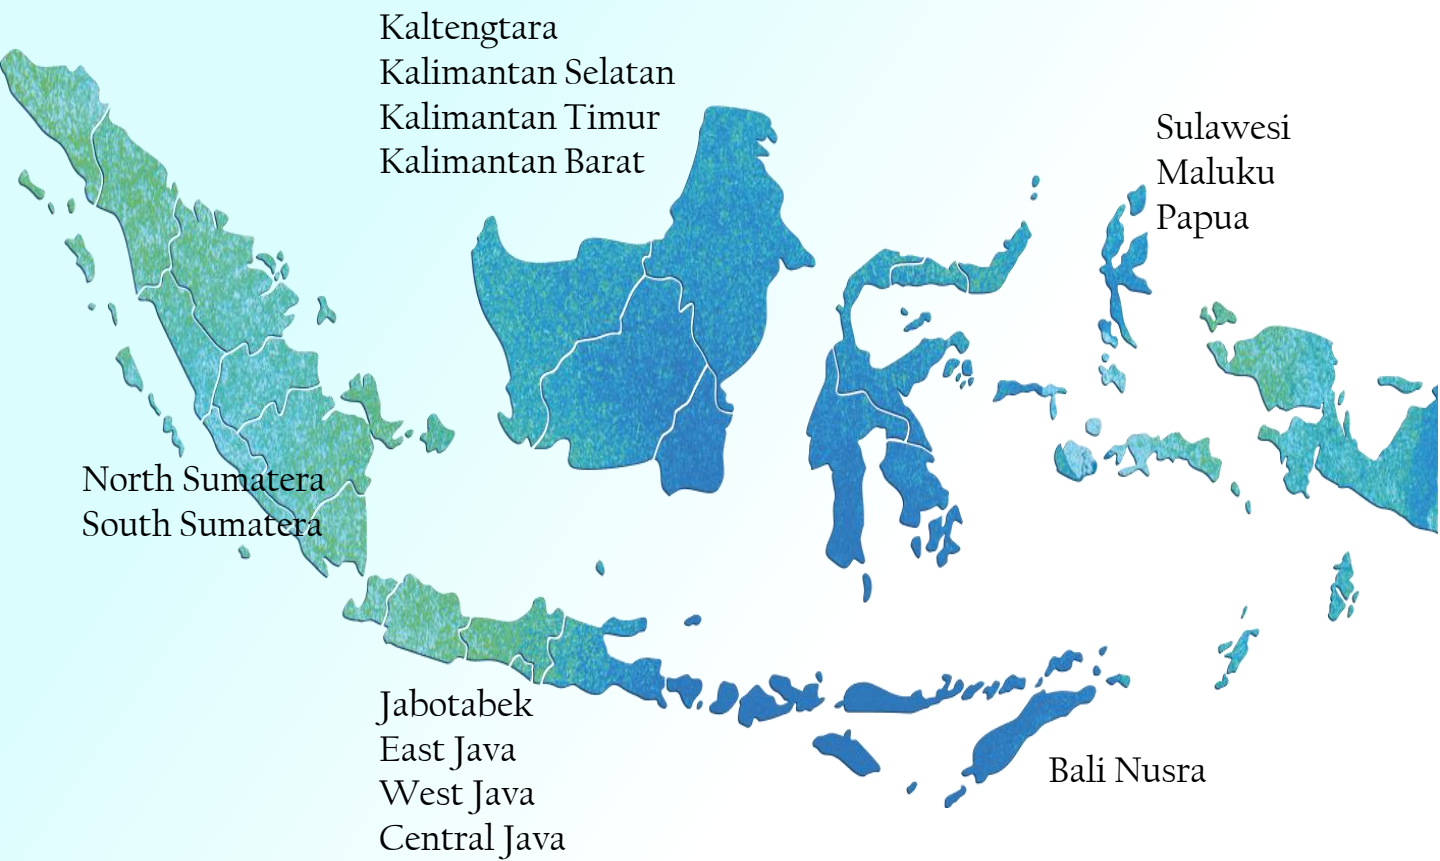 Kaltengtara
Kalimantan Selatan
Kalimantan Timur
Kalimantan Barat
Sulawesi
Maluku
Papua
North Sumatera
South Sumatera
Jabotabek
East Java
West Java
Central Java
Bali Nusra